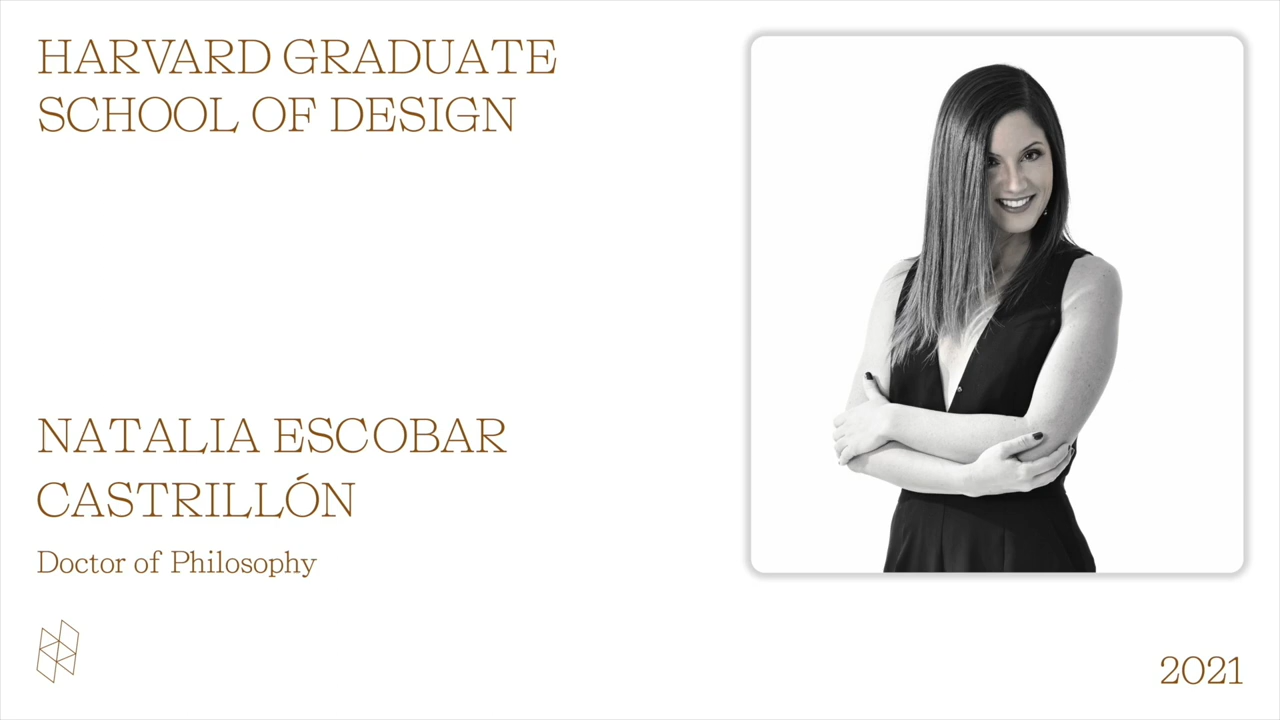 HARVARD GRADUATE
SCHOOL OF DESIGN
NATALIA ESCOBAR
CASTRILLÓN
Doctor of Philosophy
2021